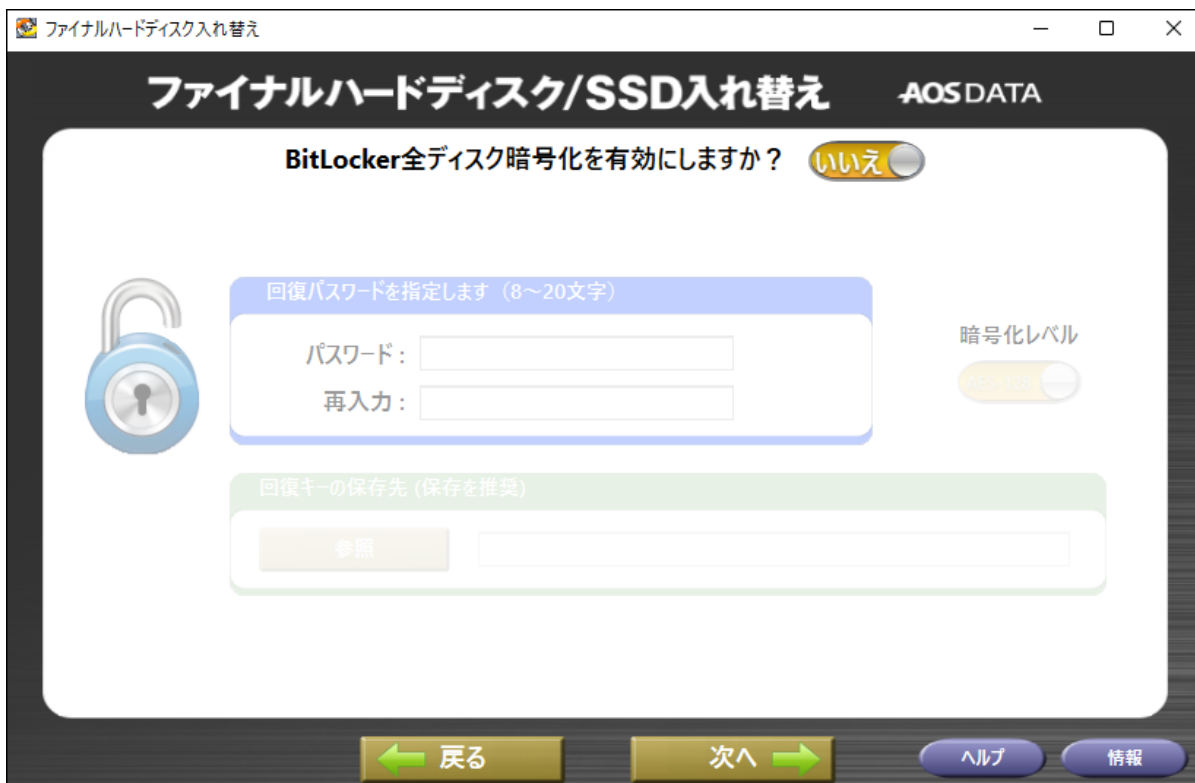 ファイナルハードディスク入れ替え
ファイナルハードディスク/SSD入れ替え AOSDATA
BitLocker全ディスク暗号化を有効にしますか？ いいえ
回復パスワードを指定します（8～20文字）
パスワード：
再入力：
暗号化レベル
AES-128
回復キーの保存先 (保存を推奨)
参照
戻る
次へ
ヘルプ
情報